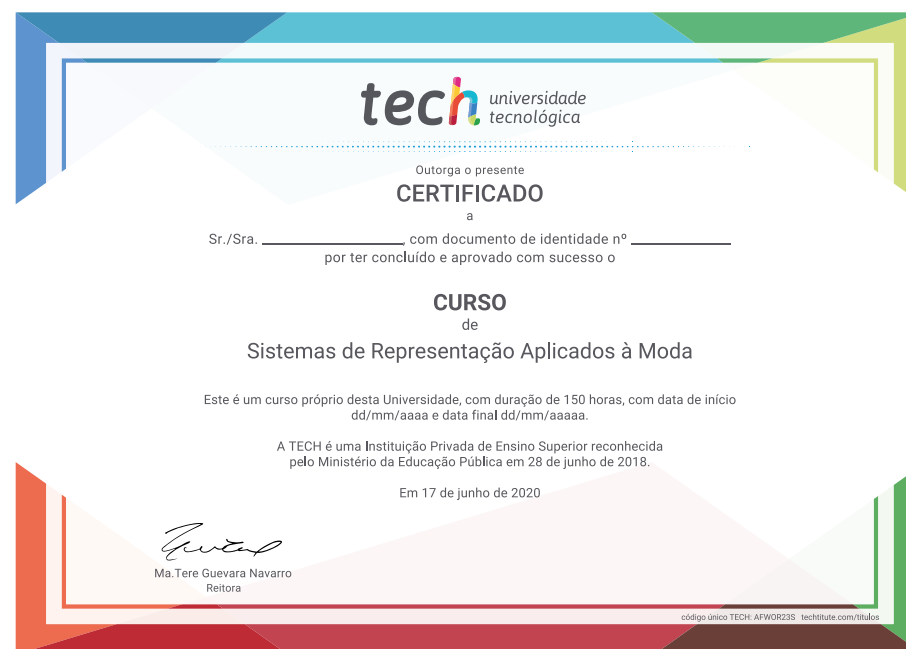 tech universidade
tecnológica
Outorga o presente
CERTIFICADO
a
Sr./Sra. ________________, com documento de identidade nº ____________
por ter concluído e aprovado com sucesso o
CURSO
de
Sistemas de Representação Aplicados à Moda
Este é um curso próprio desta Universidade, com duração de 150 horas, com data de início
dd/mm/aaaa e data final dd/mm/aaaaa.
A TECH é uma Instituição Privada de Ensino Superior reconhecida
pelo Ministério da Educação Pública em 28 de junho de 2018.
Em 17 de junho de 2020
Ma.Tere Guevara Navarro
Reitora
código único TECH: AFWOR23S techtitute.com/titulos